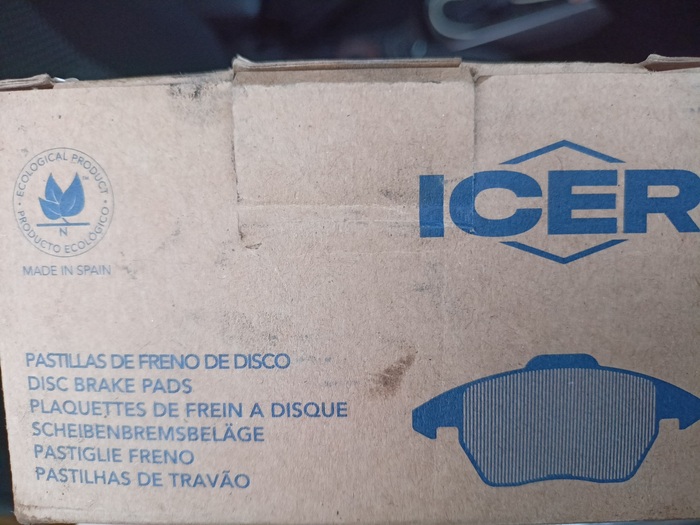 ECOLOGICAL PRODUCT
PRODUCTO ECOLOGICO
N
MADE IN SPAIN
ICER
PASTILLAS DE FRENO DE DISCO
DISC BRAKE PADS
PLAQUETTES DE FREIN A DISQUE
SCHEIBENBREMSBELÄGE
PASTIGLIE FRENO
PASTILHAS DE TRAVÃO